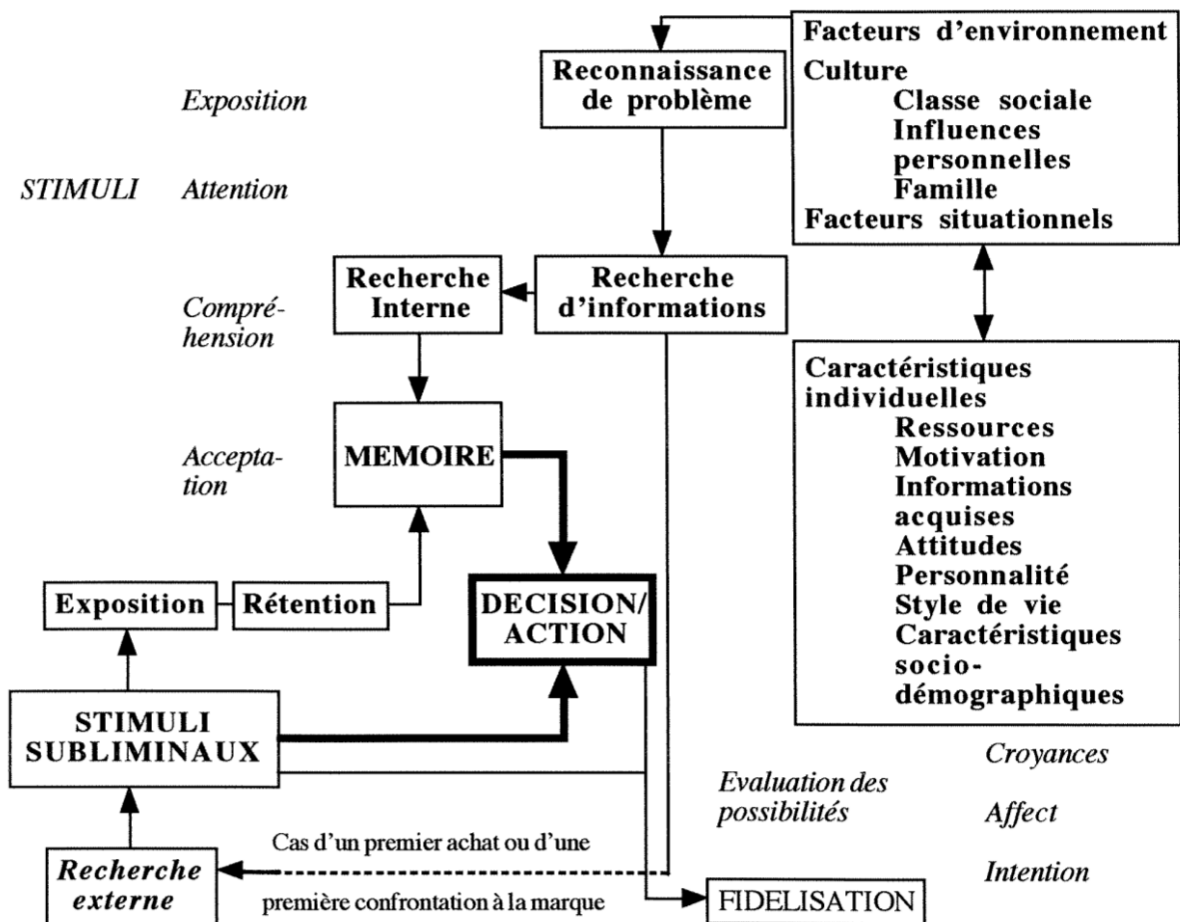 Facteurs d'environnement
Culture
Classe sociale
Influences
personnelles
Famille
Facteurs situationnels
Reconnaissance
de problème
Exposition
STIMULI Attention
Recherche
Interne
Recherche
d'informations
Compré-
hension
Caractéristiques
individuelles
Ressources
Motivation
Informations
acquises
Attitudes
Personnalité
Style de vie
Caractéristiques
socio-
démographiques
MEMOIRE
Accepta-
tion
Exposition
Rétention
DECISION/
ACTION
STIMULI
SUBLIMINAUX
Croyances
Evaluation des
possibilités
Affect
Intention
Cas d'un premier achat ou d'une
première confrontation à la marque
Recherche
externe
FIDELISATION